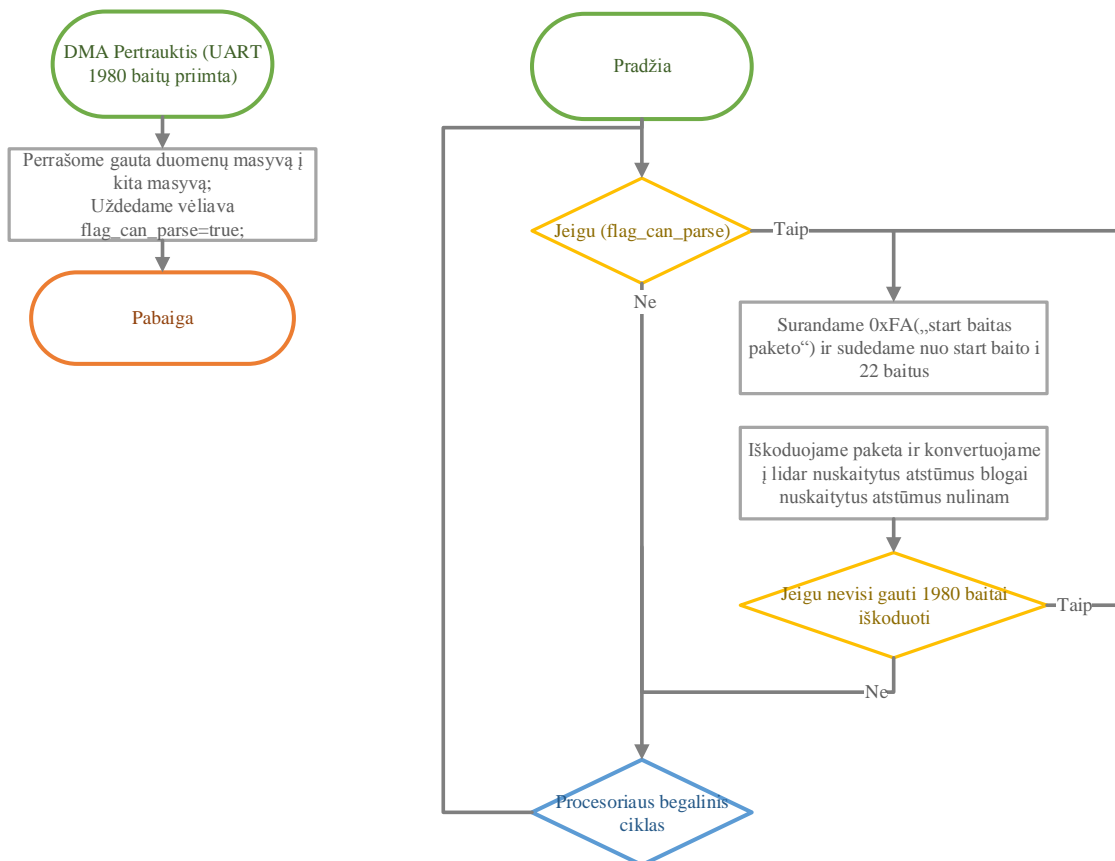 DMA Pertrauktis (UART
1980 baitų priimta)
Perrašome gauta duomenų masyvą į
kita masyvą;
Uždedame vėliava
flag_can_parse=true;
Pabaiga
Pradžia
Jeigu (flag_can_parse)
Taip
Ne
Surandame 0xFA(„start baitas
paketo“) ir sudedame nuo start baito i
22 baitus
Iškoduojame paketa ir konvertuojame
į lidar nuskaitytus atstūmus blogai
nuskaitytus atstūmus nulinam
Jeigu nevisi gauti 1980 baitai
iškoduoti
Taip
Ne
Procesoriaus begalinis
ciklas